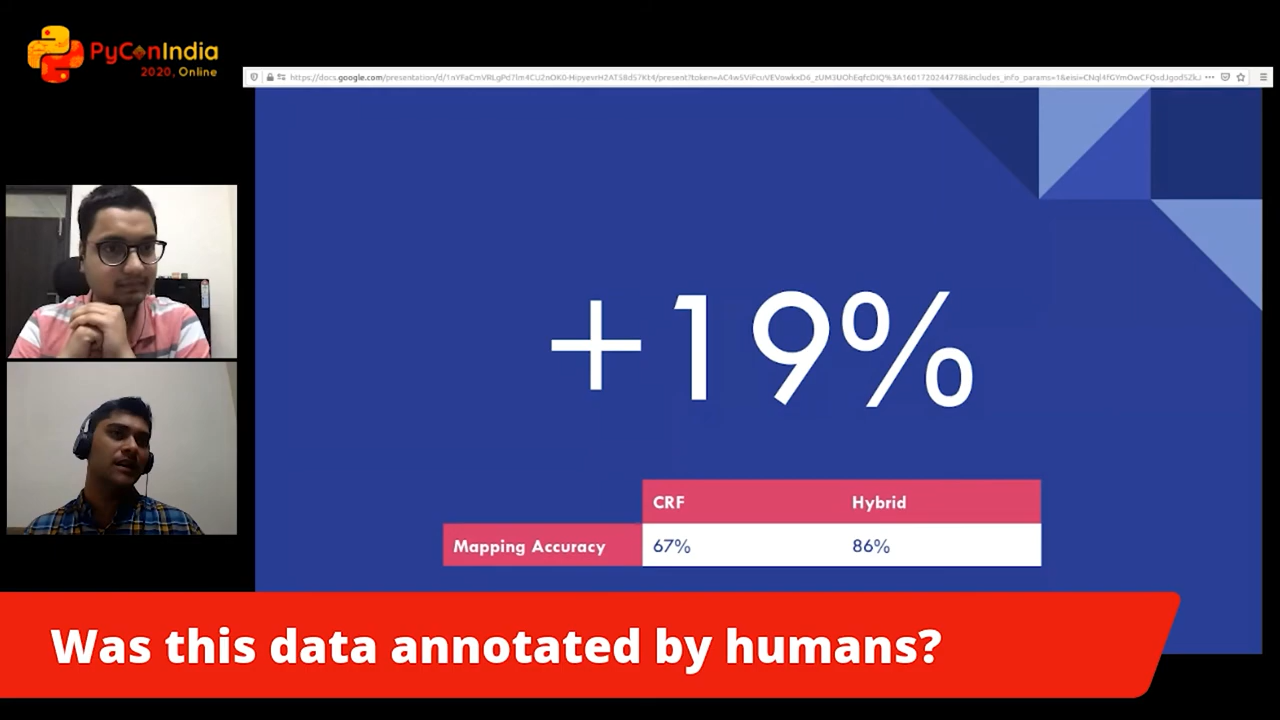 PyConIndia
2020, Online
+19%
CRF Hybrid
Mapping Accuracy 67% 86%
Was this data annotated by humans?